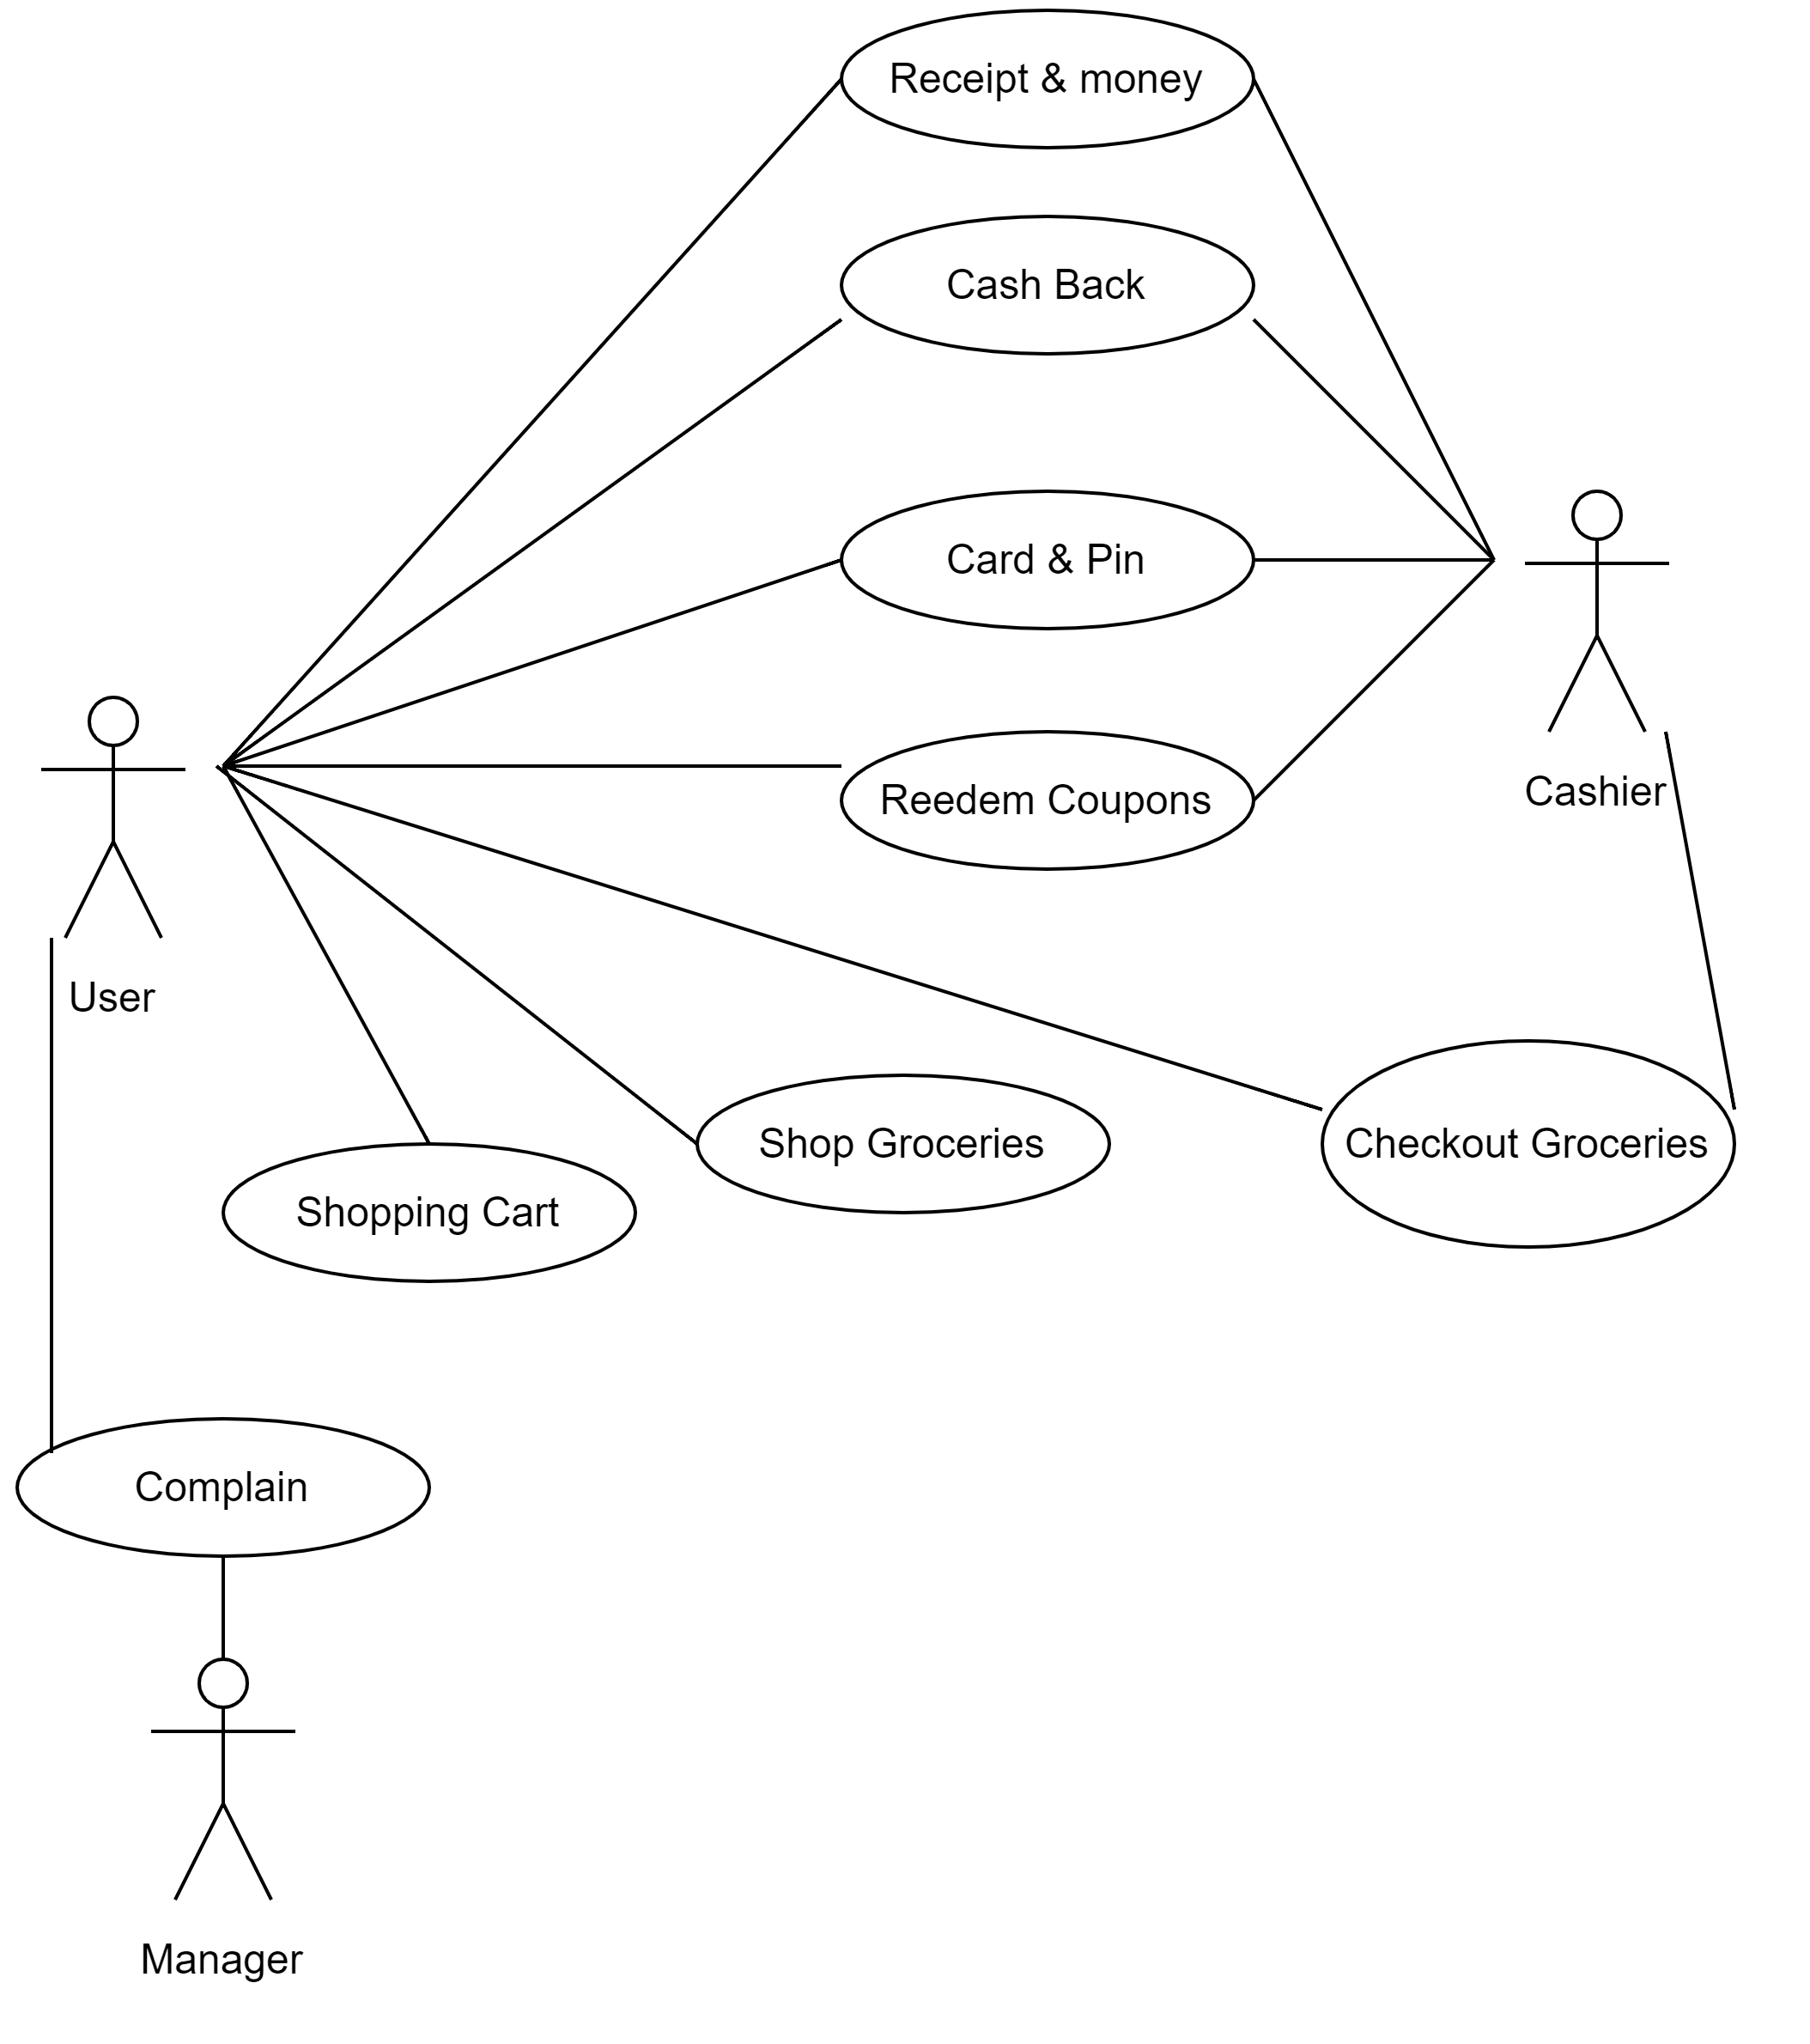 Receipt & money
Cash Back
Card & Pin
Reedem Coupons
Cashier
User
Shop Groceries
Checkout Groceries
Shopping Cart
Complain
Manager